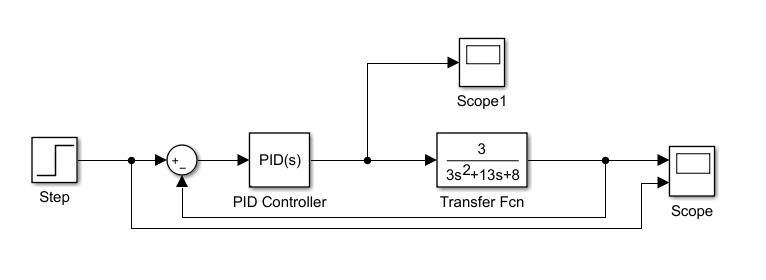 Scope1
+
−
PID(s)
3
3s²+13s+8
Step
PID Controller
Transfer Fcn
Scope